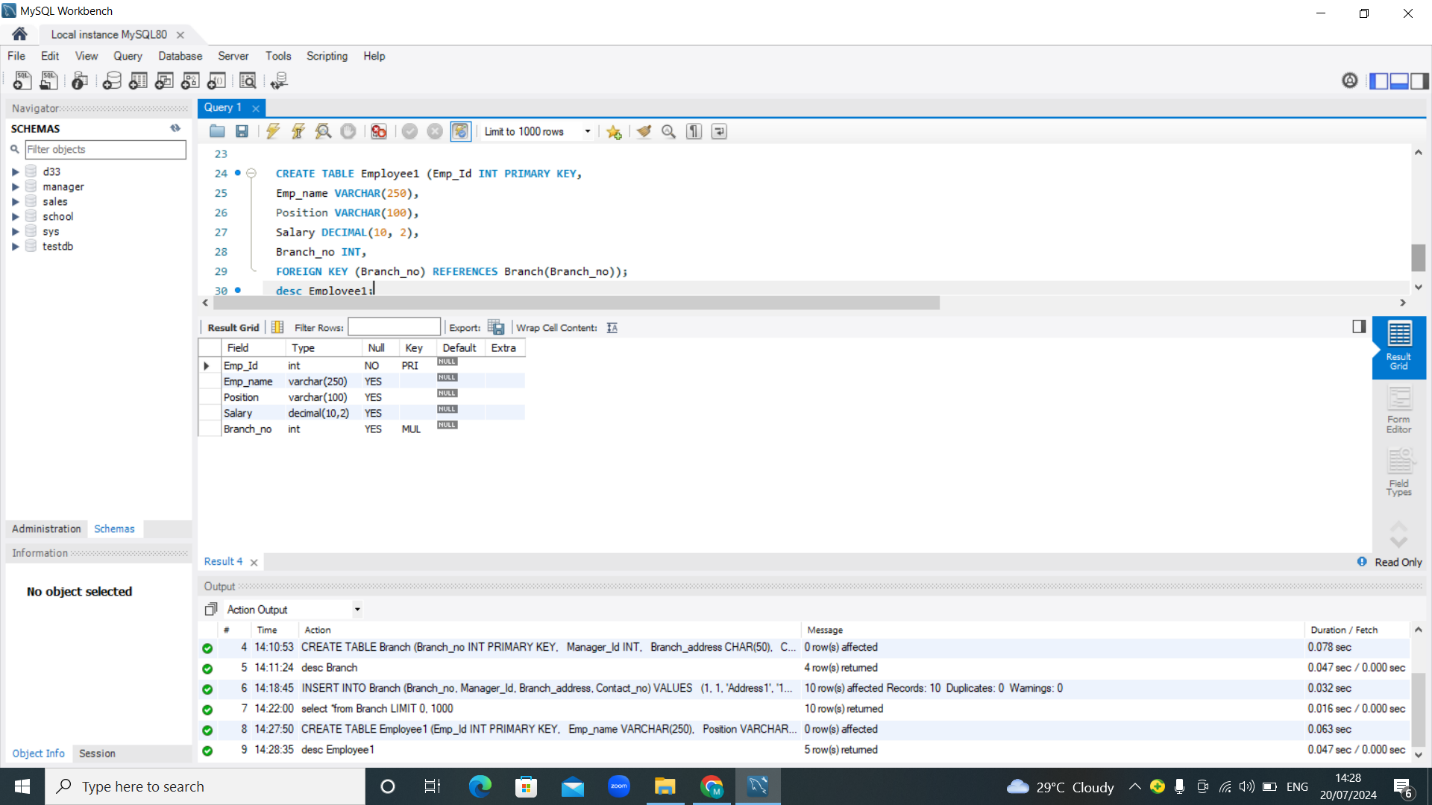 MySQL Workbench
Local instance MySQL80
File Edit View Query Database Server Tools Scripting Help
Navigator
SCHEMAS
Filter objects
d33
manager
sales
school
sys
testdb
Administration Schemas
Information
No object selected
Object Info Session
Query 1
Limit to 1000 rows
23
24 CREATE TABLE Employee1 (Emp_Id INT PRIMARY KEY,
25 Emp_name VARCHAR(250),
26 Position VARCHAR(100),
27 Salary DECIMAL(10, 2),
28 Branch_no INT,
29 FOREIGN KEY (Branch_no) REFERENCES Branch(Branch_no));
30 desc Employee1;
Result Grid Filter Rows: Export: Wrap Cell Content:
Field Type Null Key Default Extra
Emp_Id int NO PRI NULL
Emp_name varchar(250) YES NULL
Position varchar(100) YES NULL
Salary decimal(10,2) YES NULL
Branch_no int YES MUL NULL
Result
Grid
Form
Editor
Field
Types
Result 4
Read Only
Output
Action Output
# Time Action Message Duration / Fetch
4 14:10:53 CREATE TABLE Branch (Branch_no INT PRIMARY KEY, Manager_Id INT, Branch_address CHAR(50), C... 0 row(s) affected 0.078 sec
5 14:11:24 desc Branch 4 row(s) returned 0.047 sec / 0.000 sec
6 14:18:45 INSERT INTO Branch (Branch_no, Manager_Id, Branch_address, Contact_no) VALUES (1, 1, 'Address1', '1... 10 row(s) affected Records: 10 Duplicates: 0 Warnings: 0 0.032 sec
7 14:22:00 select *from Branch LIMIT 0, 1000 10 row(s) returned 0.016 sec / 0.000 sec
8 14:27:50 CREATE TABLE Employee1 (Emp_Id INT PRIMARY KEY, Emp_name VARCHAR(250), Position VARCHAR... 0 row(s) affected 0.063 sec
9 14:28:35 desc Employee1 5 row(s) returned 0.047 sec / 0.000 sec
Type here to search
zoom
M
29°C Cloudy
ENG
14:28
20/07/2024
6